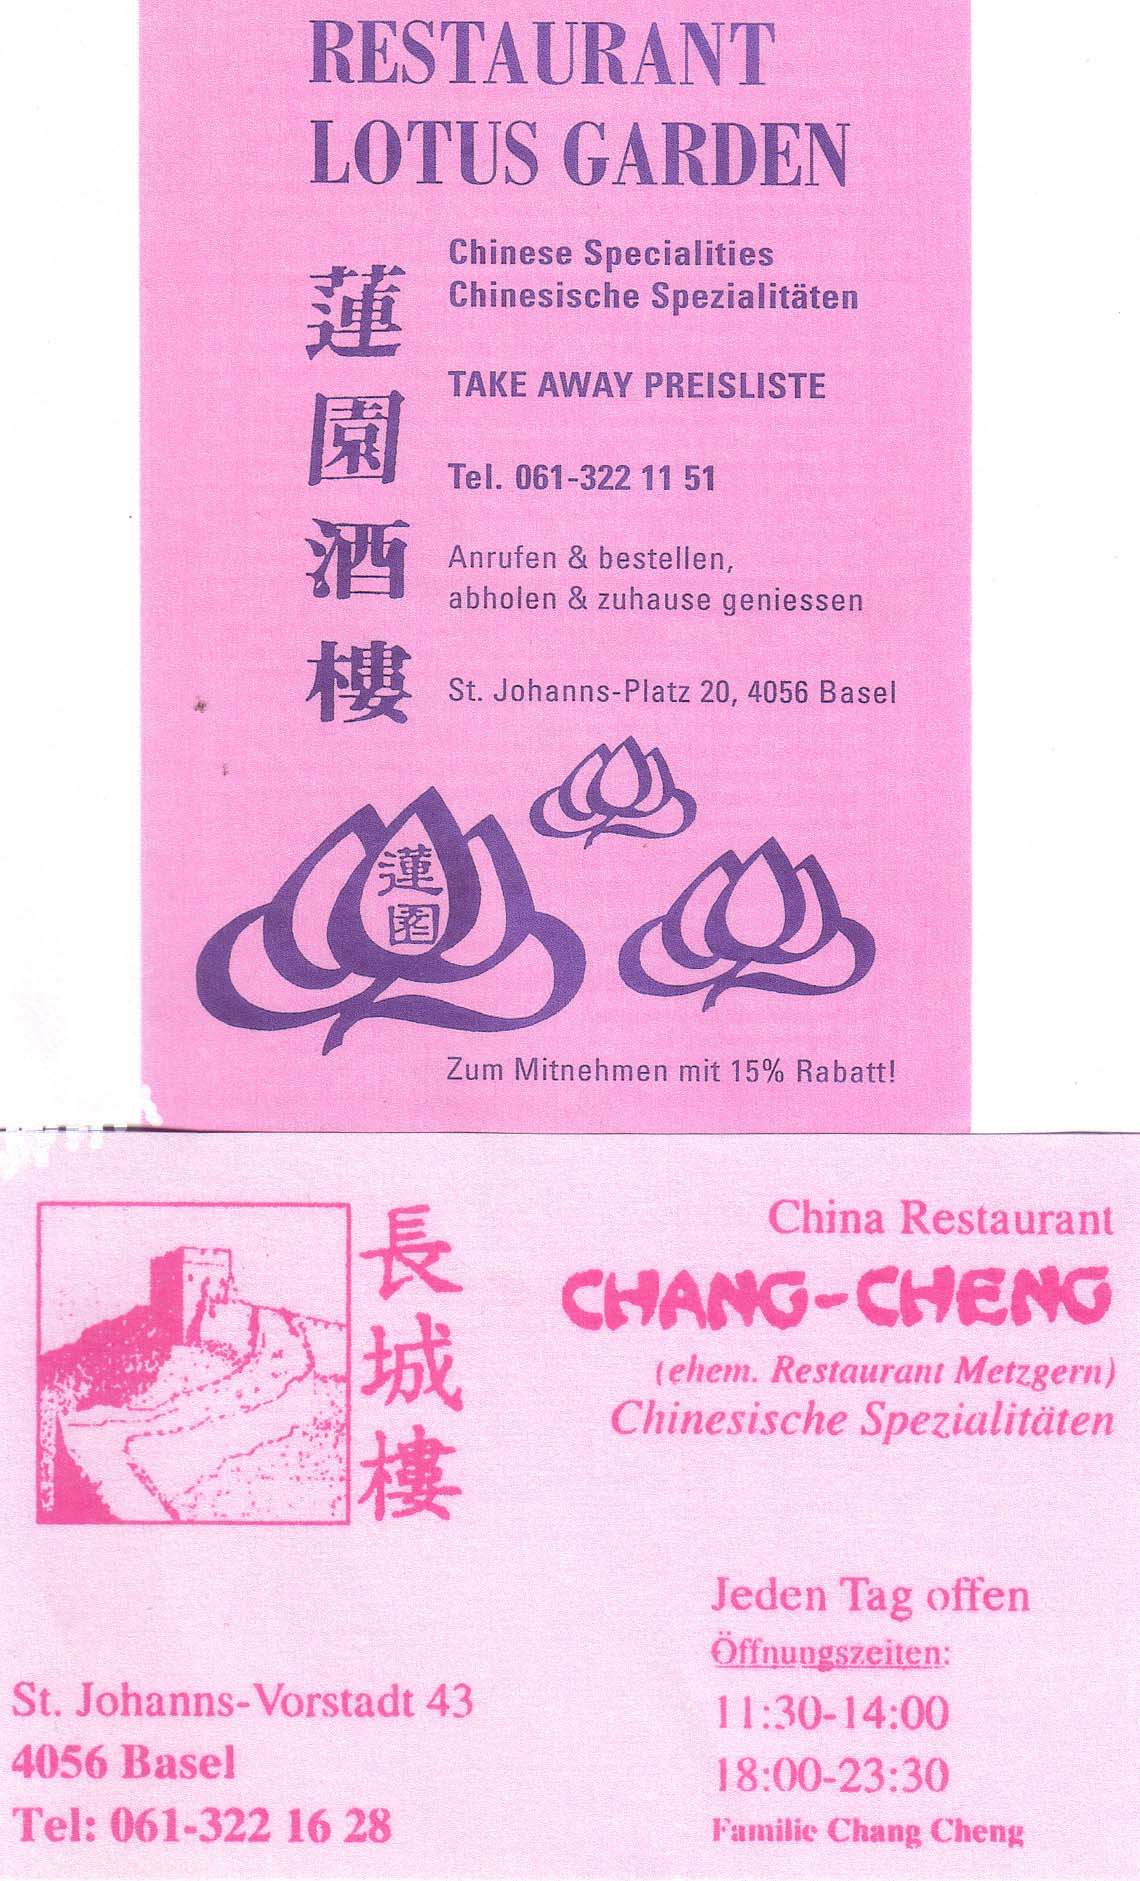 RESTAURANT
LOTUS GARDEN
Chinese Specialities
Chinesische Spezialitäten
蓮園酒樓
TAKE AWAY PREISLISTE
Tel. 061-322 11 51
Anrufen & bestellen,
abholen & zuhause geniessen
St. Johanns-Platz 20, 4056 Basel
蓮園
Zum Mitnehmen mit 15% Rabatt!
長城樓
China Restaurant
CHANG-CHENG
(ehem. Restaurant Metzgern)
Chinesische Spezialitäten
Jeden Tag offen
Öffnungszeiten:
11:30-14:00
18:00-23:30
Familie Chang Cheng
St. Johanns-Vorstadt 43
4056 Basel
Tel: 061-322 16 28